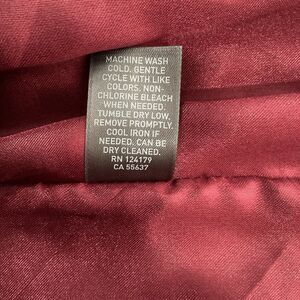 MACHINE WASH
COLD. GENTLE
CYCLE WITH LIKE
COLORS. NON-
CHLORINE BLEACH
WHEN NEEDED.
TUMBLE DRY LOW,
REMOVE PROMPTLY.
COOL IRON IF
NEEDED. CAN BE
DRY CLEANED.
RN 124179
CA 55637